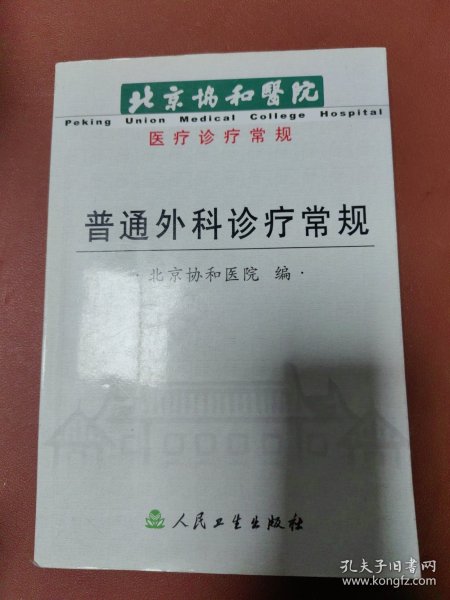 北京协和醫院
Peking Union Medical College Hospital
医疗诊疗常规
普通外科诊疗常规
·北京协和医院 编·
人民卫生出版社
孔夫子旧书网
www.kongfz.com